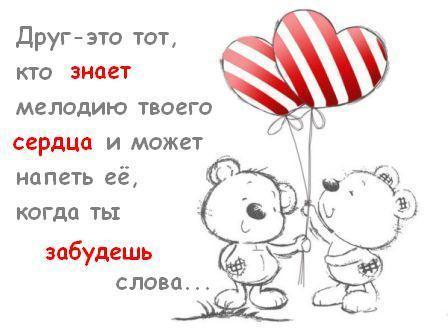 Друг-это тот,
кто знает
мелодию твоего
сердца и может
напеть её,
когда ты
забудешь
слова...